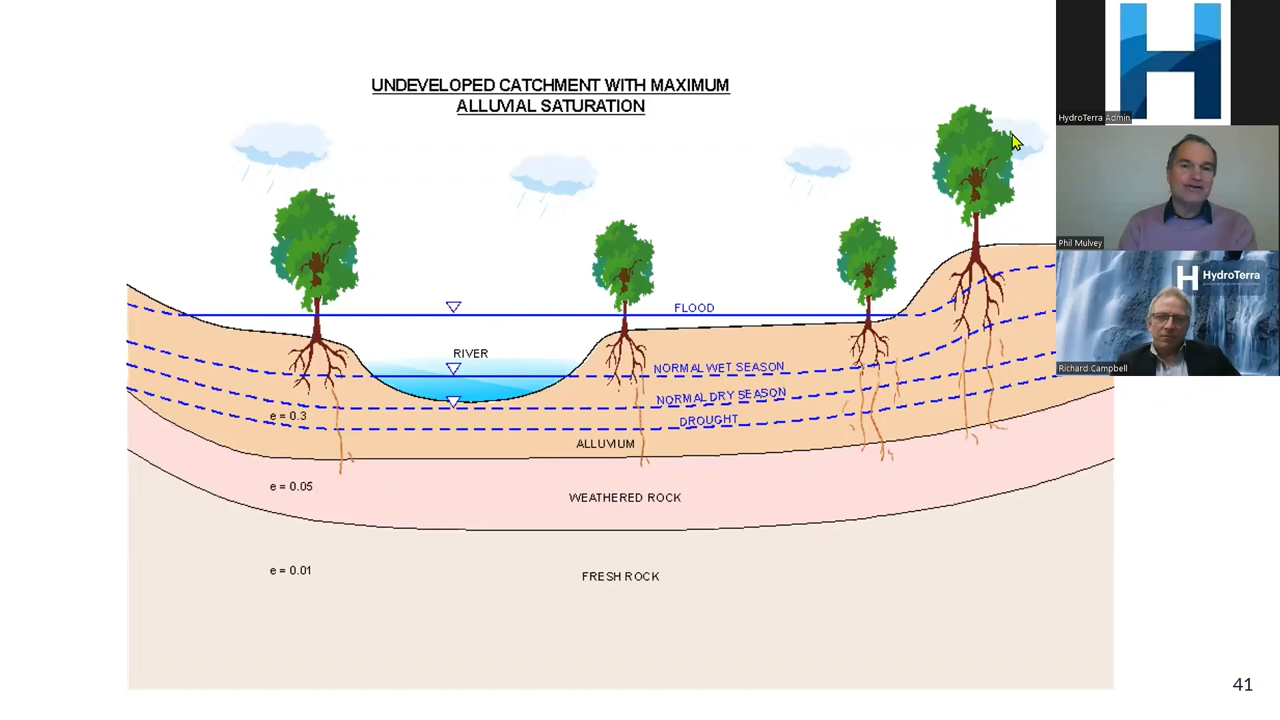 UNDEVELOPED CATCHMENT WITH MAXIMUM
ALLUVIAL SATURATION
FLOOD
RIVER
NORMAL WET SEASON
NORMAL DRY SEASON
DROUGHT
e = 0.3
ALLUVIUM
e = 0.05
WEATHERED ROCK
e = 0.01
FRESH ROCK
41
H
HydroTerra Admin
Phil Mulvey
HydroTerra
Richard Campbell